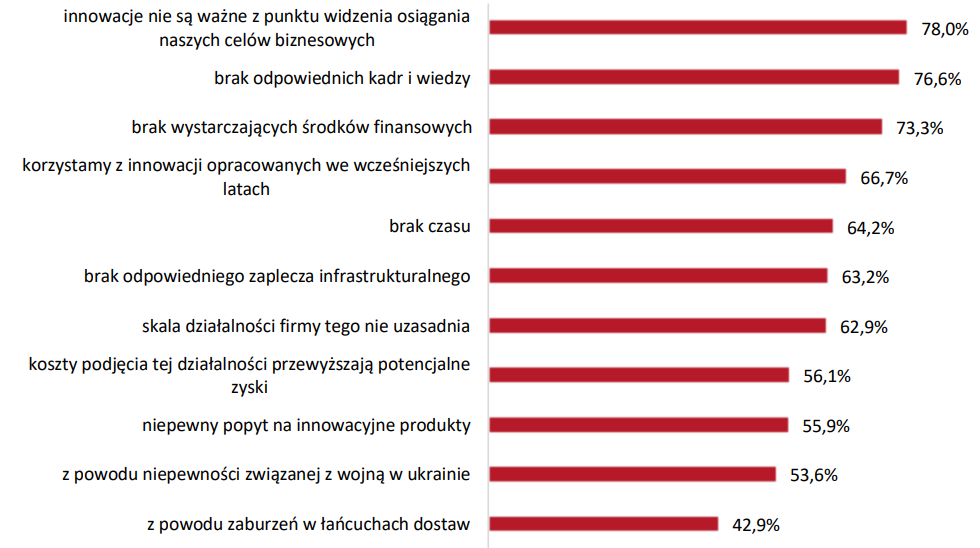 innowacje nie są ważne z punktu widzenia osiągania
naszych celów biznesowych
78,0%
brak odpowiednich kadr i wiedzy
76,6%
brak wystarczających środków finansowych
73,3%
korzystamy z innowacji opracowanych we wcześniejszych
latach
66,7%
brak czasu
64,2%
brak odpowiedniego zaplecza infrastrukturalnego
63,2%
skala działalności firmy tego nie uzasadnia
62,9%
koszty podjęcia tej działalności przewyższają potencjalne
zyski
56,1%
niepewny popyt na innowacyjne produkty
55,9%
z powodu niepewności związanej z wojną w ukrainie
53,6%
z powodu zaburzeń w łańcuchach dostaw
42,9%